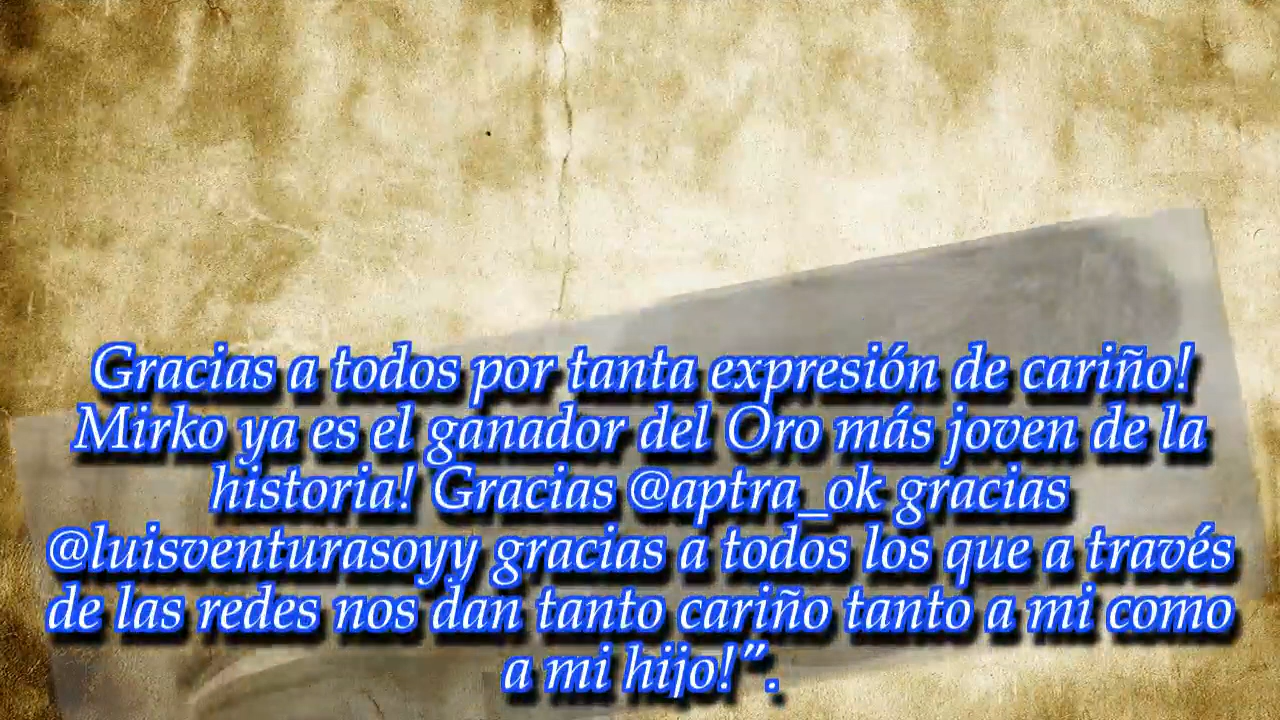 Gracias a todos por tanta expresión de cariño!
Mirko ya es el ganador del Oro más joven de la
historia! Gracias @aptra_ok gracias
@luisventurasoyy gracias a todos los que a través
de las redes nos dan tanto cariño tanto a mi como
a mi hijo!”.